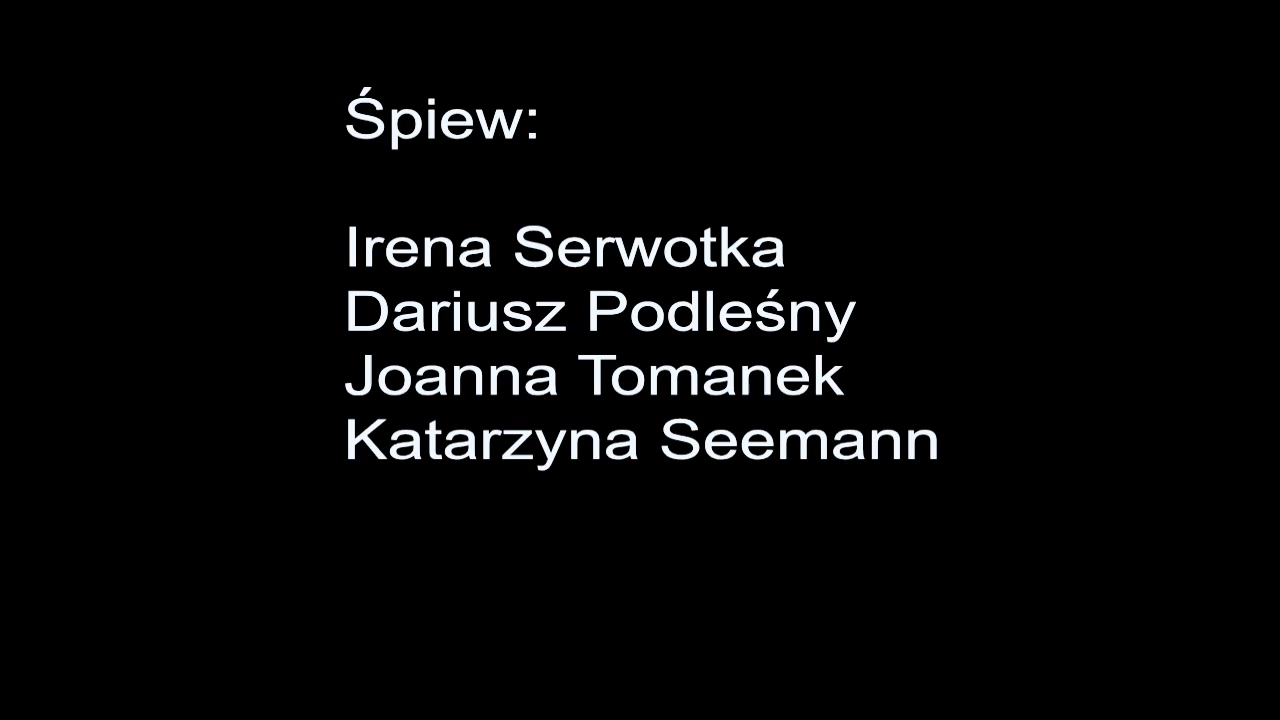 Śpiew:
Irena Serwotka
Dariusz Podleśny
Joanna Tomanek
Katarzyna Seemann